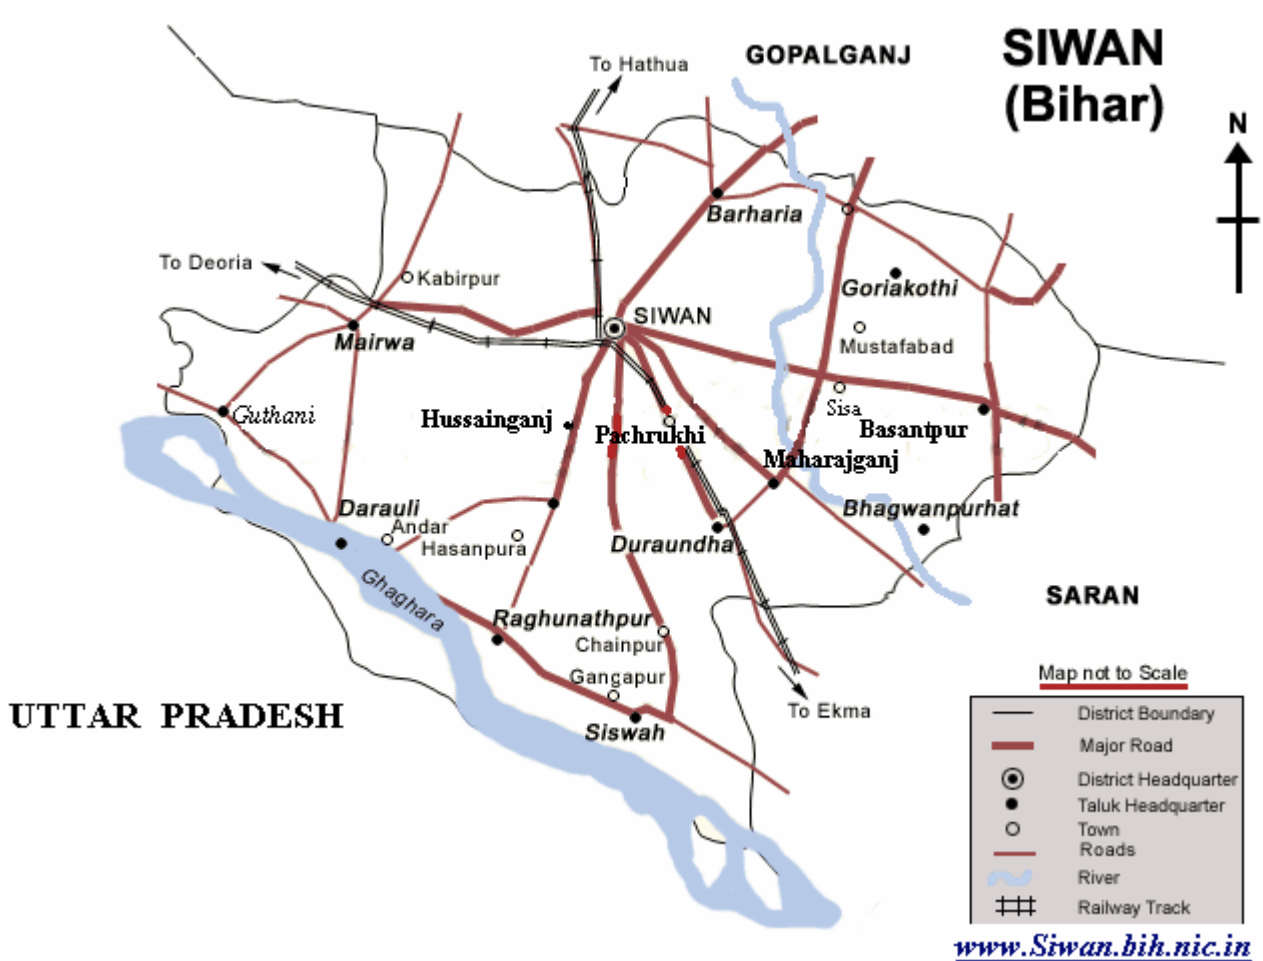 To Hathua
GOPALGANJ
SIWAN
(Bihar)
N
Barharia
To Deoria
Kabirpur
Goriakothi
SIWAN
Mairwa
Mustafabad
Guthani
Hussainganj
Pachrukhi
Sisa
Basantpur
Maharajganj
Darauli
Andar
Hasanpura
Duraundha
Bhagwanpurhat
Ghaghara
Raghunathpur
Chainpur
SARAN
Gangapur
Siswah
To Ekma
UTTAR PRADESH
Map not to Scale
District Boundary
Major Road
District Headquarter
Taluk Headquarter
Town
Roads
River
Railway Track
www.Siwan.bih.nic.in